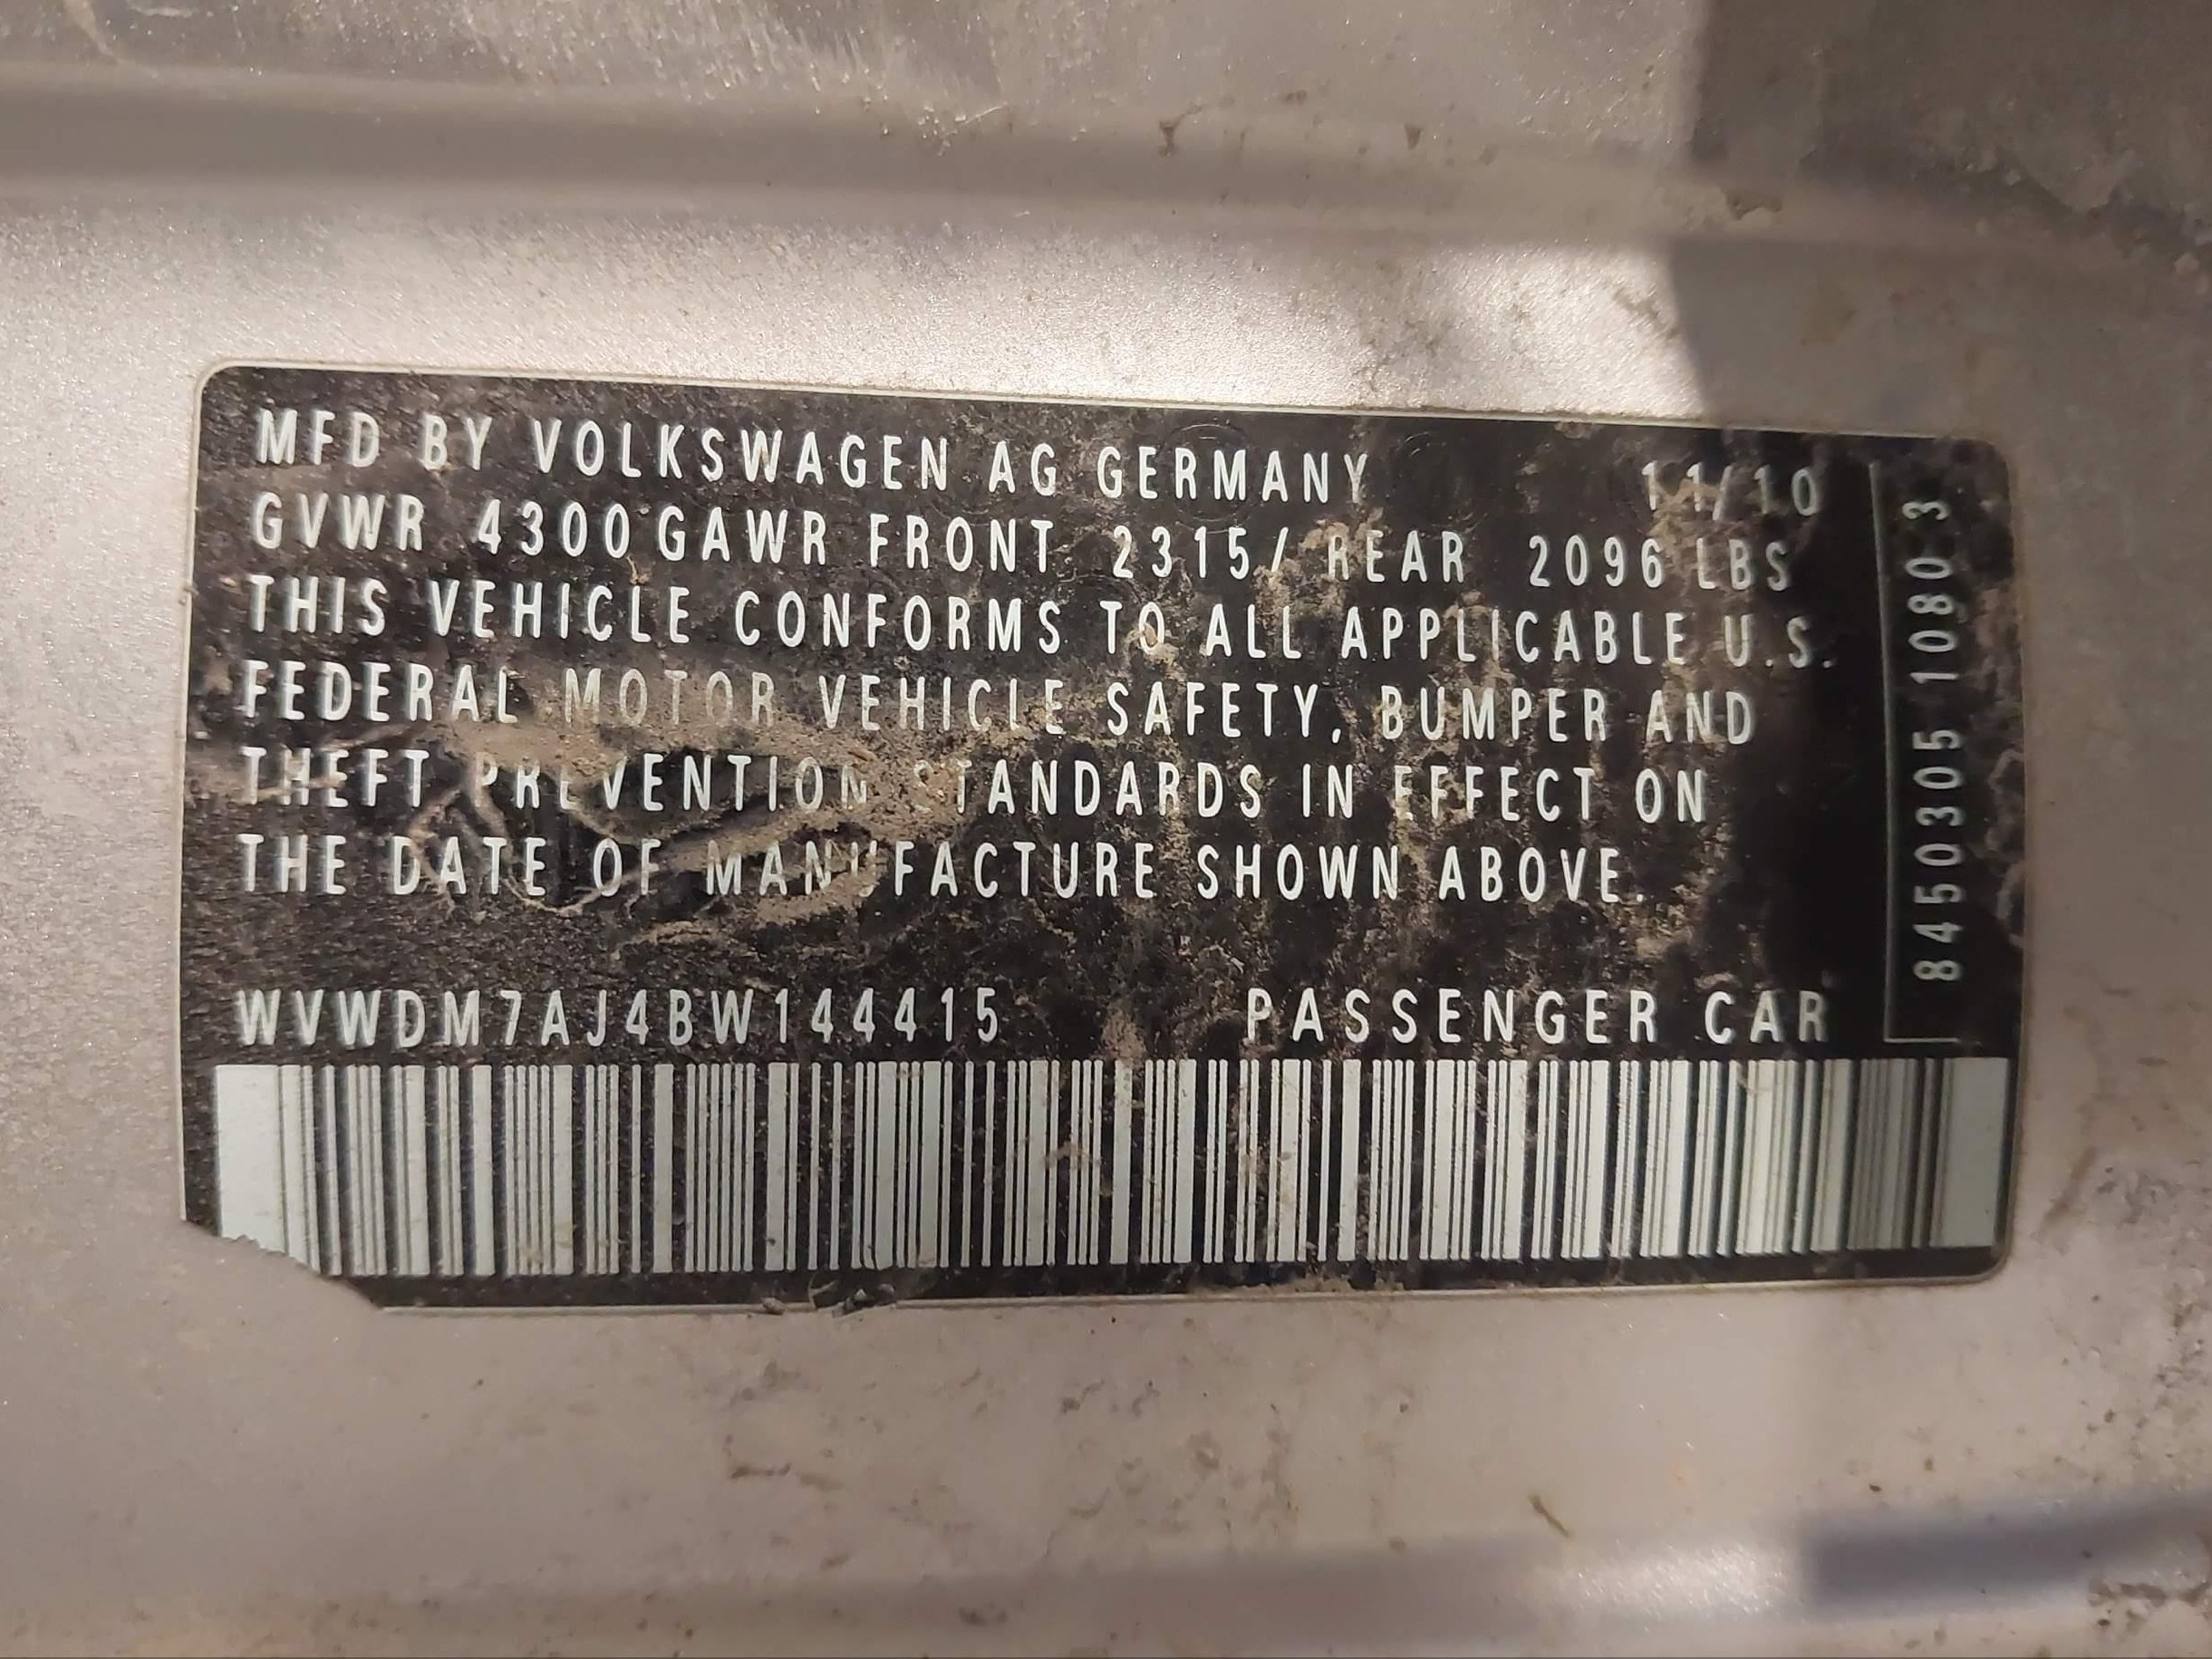 MFD BY VOLKSWAGEN AG GERMANY 11/10
GVWR 4300 GAWR FRONT 2315/ REAR 2096 LBS
THIS VEHICLE CONFORMS TO ALL APPLICABLE U.S.
FEDERAL MOTOR VEHICLE SAFETY, BUMPER AND
THEFT PREVENTION STANDARDS IN EFFECT ON
THE DATE OF MANUFACTURE SHOWN ABOVE.
WVWDM7AJ4BW144415 PASSENGER CAR
8450305 1080 3